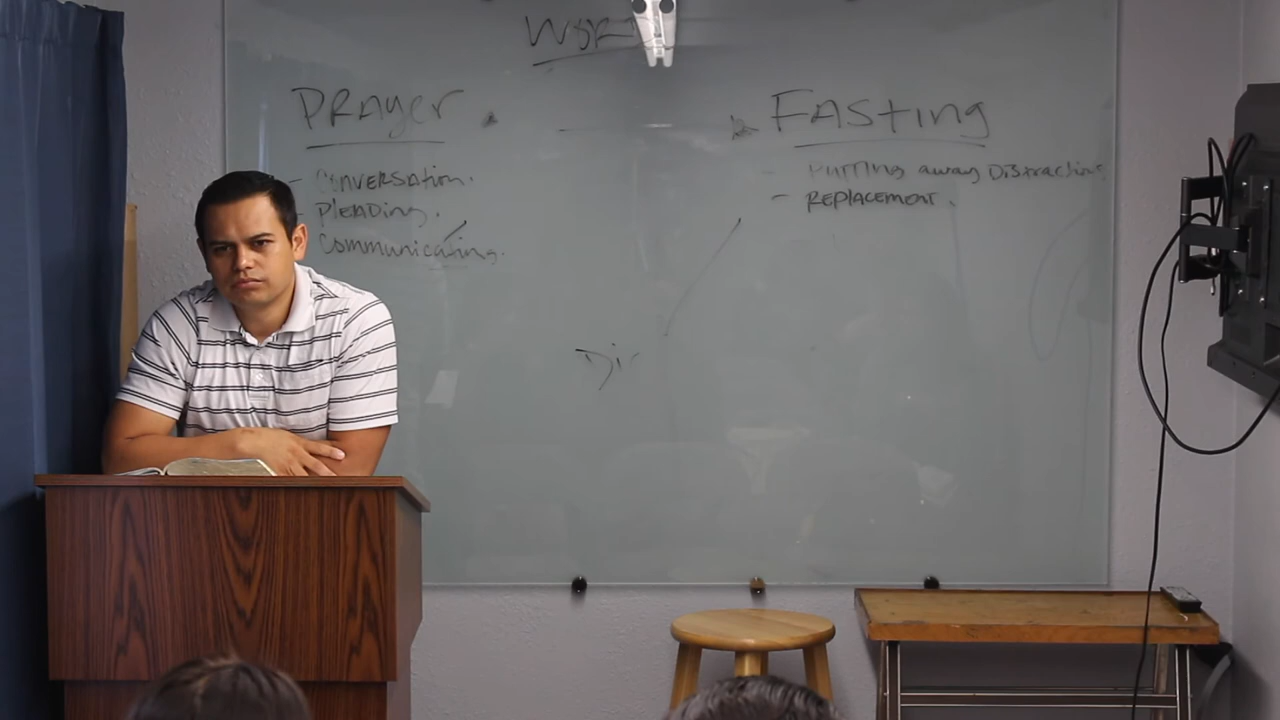 PRAyer
- CONVERSATION.
- PlEADing.
Communicating.
FASting
Putting away Distractions
- REPlACEMENT.